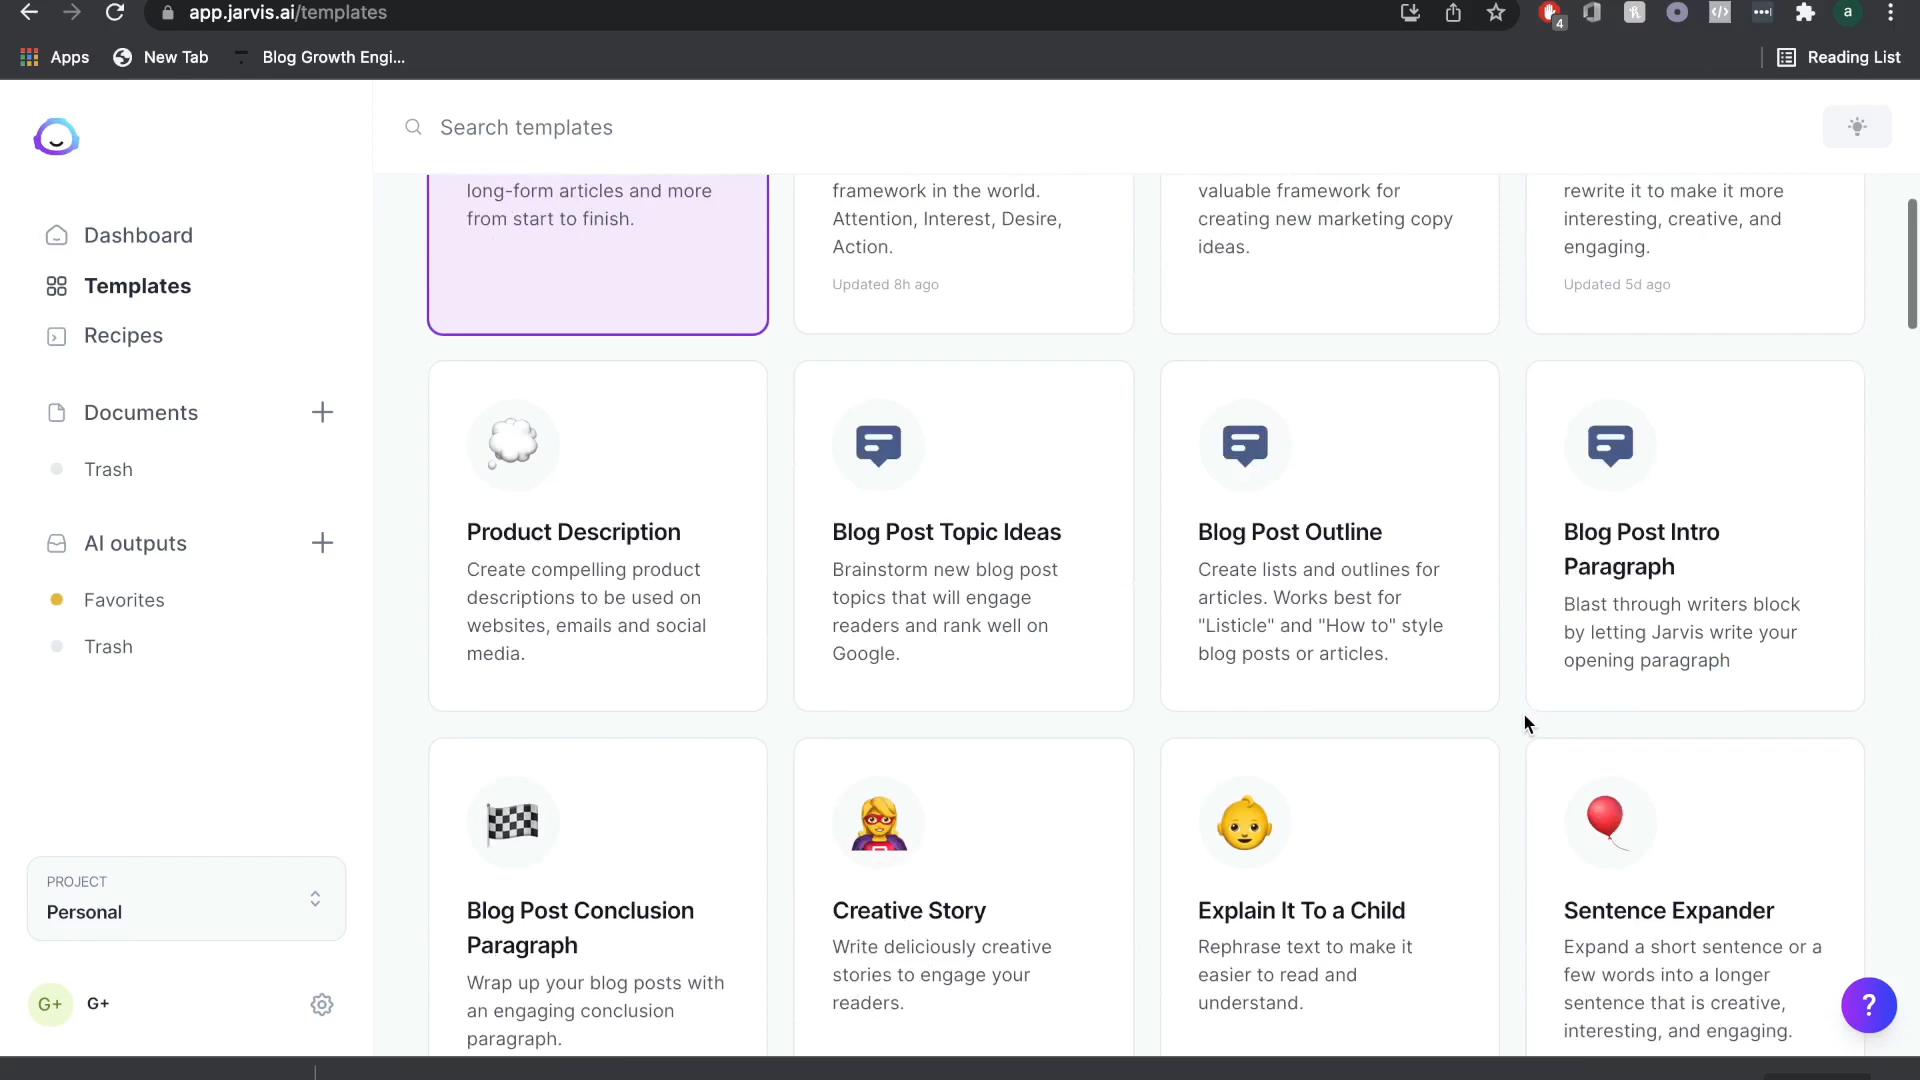 app.jarvis.ai/templates
4
a
Apps
New Tab
Blog Growth Engi...
Reading List
Search templates
Dashboard
Templates
Recipes
Documents
Trash
AI outputs
Favorites
Trash
PROJECT
Personal
G+
G+
long-form articles and more
from start to finish.
framework in the world.
Attention, Interest, Desire,
Action.
Updated 8h ago
valuable framework for
creating new marketing copy
ideas.
rewrite it to make it more
interesting, creative, and
engaging.
Updated 5d ago
Product Description
Create compelling product
descriptions to be used on
websites, emails and social
media.
Blog Post Topic Ideas
Brainstorm new blog post
topics that will engage
readers and rank well on
Google.
Blog Post Outline
Create lists and outlines for
articles. Works best for
"Listicle" and "How to" style
blog posts or articles.
Blog Post Intro
Paragraph
Blast through writers block
by letting Jarvis write your
opening paragraph
Blog Post Conclusion
Paragraph
Wrap up your blog posts with
an engaging conclusion
paragraph.
Creative Story
Write deliciously creative
stories to engage your
readers.
Explain It To a Child
Rephrase text to make it
easier to read and
understand.
Sentence Expander
Expand a short sentence or a
few words into a longer
sentence that is creative,
interesting, and engaging.
?